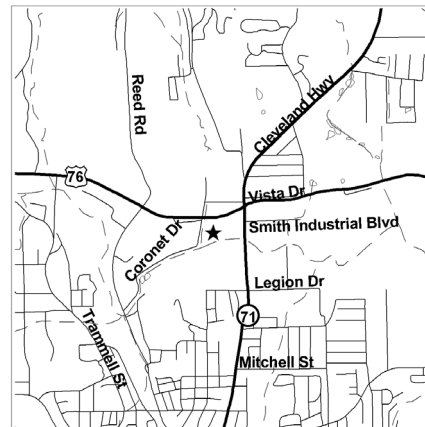 Reed Rd
Cleveland Hwy
76
Vista Dr
Smith Industrial Blvd
Coronet Dr
Legion Dr
71
Trammell St
Mitchell St